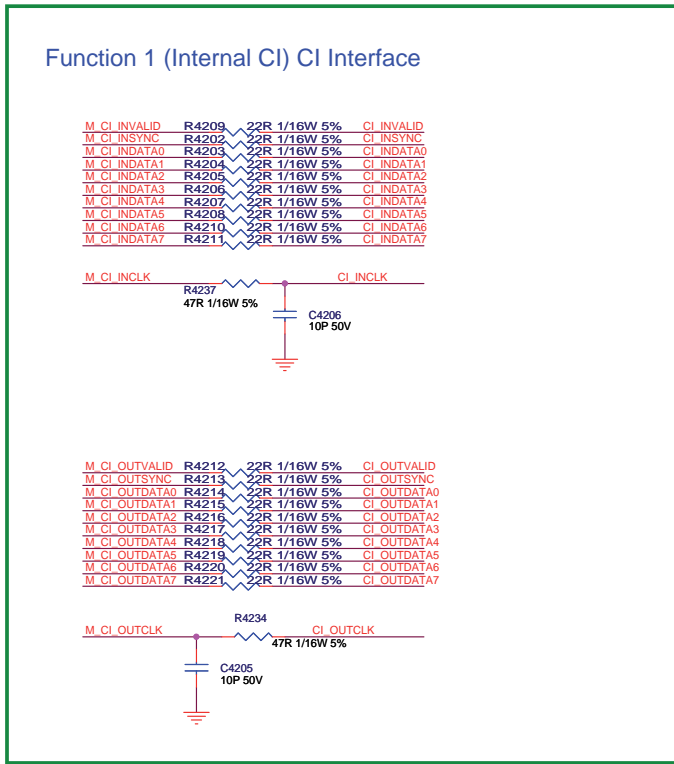 Function 1 (Internal CI) CI Interface
M_CI_INVALID R4209 22R 1/16W 5% CI_INVALID
M_CI_INSYNC R4202 22R 1/16W 5% CI_INSYNC
M_CI_INDATA0 R4203 22R 1/16W 5% CI_INDATA0
M_CI_INDATA1 R4204 22R 1/16W 5% CI_INDATA1
M_CI_INDATA2 R4205 22R 1/16W 5% CI_INDATA2
M_CI_INDATA3 R4206 22R 1/16W 5% CI_INDATA3
M_CI_INDATA4 R4207 22R 1/16W 5% CI_INDATA4
M_CI_INDATA5 R4208 22R 1/16W 5% CI_INDATA5
M_CI_INDATA6 R4210 22R 1/16W 5% CI_INDATA6
M_CI_INDATA7 R4211 22R 1/16W 5% CI_INDATA7
M_CI_INCLK CI_INCLK
R4237
47R 1/16W 5%
C4206
10P 50V
M_CI_OUTVALID R4212 22R 1/16W 5% CI_OUTVALID
M_CI_OUTSYNC R4213 22R 1/16W 5% CI_OUTSYNC
M_CI_OUTDATA0 R4214 22R 1/16W 5% CI_OUTDATA0
M_CI_OUTDATA1 R4215 22R 1/16W 5% CI_OUTDATA1
M_CI_OUTDATA2 R4216 22R 1/16W 5% CI_OUTDATA2
M_CI_OUTDATA3 R4217 22R 1/16W 5% CI_OUTDATA3
M_CI_OUTDATA4 R4218 22R 1/16W 5% CI_OUTDATA4
M_CI_OUTDATA5 R4219 22R 1/16W 5% CI_OUTDATA5
M_CI_OUTDATA6 R4220 22R 1/16W 5% CI_OUTDATA6
M_CI_OUTDATA7 R4221 22R 1/16W 5% CI_OUTDATA7
R4234
M_CI_OUTCLK CI_OUTCLK
47R 1/16W 5%
C4205
10P 50V